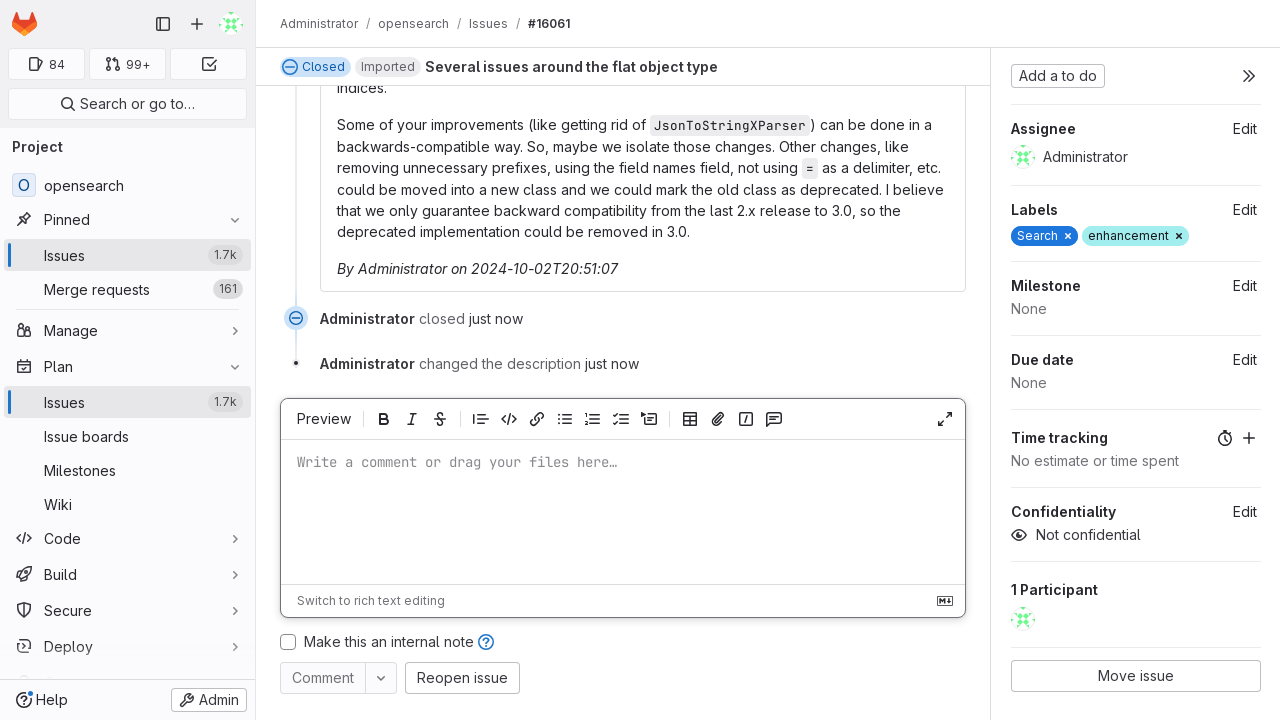 Administrator / opensearch / Issues / #16061
84
99+
Search or go to…
Project
O opensearch
Pinned
Issues 1.7k
Merge requests 161
Manage
Plan
Issues 1.7k
Issue boards
Milestones
Wiki
Code
Build
Secure
Deploy
Help
Admin
Closed Imported Several issues around the flat object type
indices.
Some of your improvements (like getting rid of JsonToStringXParser) can be done in a
backwards-compatible way. So, maybe we isolate those changes. Other changes, like
removing unnecessary prefixes, using the field names field, not using = as a delimiter, etc.
could be moved into a new class and we could mark the old class as deprecated. I believe
that we only guarantee backward compatibility from the last 2.x release to 3.0, so the
deprecated implementation could be removed in 3.0.
By Administrator on 2024-10-02T20:51:07
Administrator closed just now
Administrator changed the description just now
Preview
Write a comment or drag your files here…
Switch to rich text editing
Make this an internal note
Comment
Reopen issue
Add a to do
Assignee Edit
Administrator
Labels Edit
Search × enhancement ×
Milestone Edit
None
Due date Edit
None
Time tracking
No estimate or time spent
Confidentiality Edit
Not confidential
1 Participant
Move issue